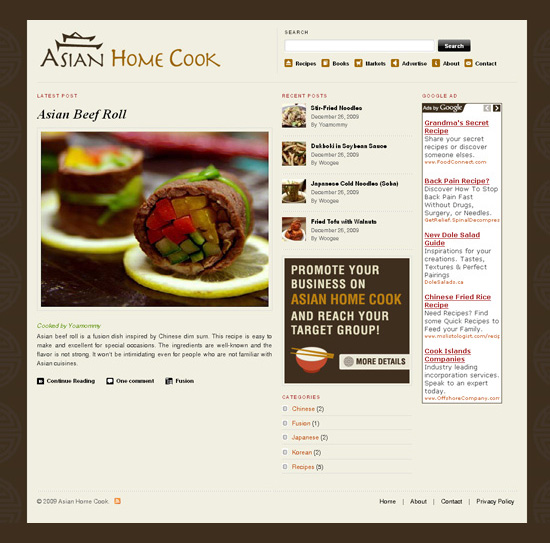 ASIAN HOME COOK
SEARCH
Search
Recipes
Books
Markets
Advertise
About
Contact
LATEST POST
Asian Beef Roll
Cooked by Yoamommy
Asian beef roll is a fusion dish inspired by Chinese dim sum. This recipe is easy to
make and excellent for special occasions. The ingredients are well-known and the
flavor is not strong. It won't be intimidating even for people who are not familiar with
Asian cuisines.
Continue Reading
One comment
Fusion
RECENT POSTS
Stir-Fried Noodles
December 28, 2009
By Yoamommy
Dukboki in Soybean Sauce
December 28, 2009
By Woogee
Japanese Cold Noodles (Soba)
December 28, 2009
By Woogee
Fried Tofu with Walnuts
December 28, 2009
By Woogee
PROMOTE YOUR
BUSINESS ON
ASIAN HOME COOK
AND REACH YOUR
TARGET GROUP!
MORE DETAILS
CATEGORIES
Chinese (2)
Fusion (1)
Japanese (2)
Korean (2)
Recipes (5)
GOOGLE AD
Ads by Google
Grandma's Secret
Recipe
Share your secret
recipes or discover
someone elses.
www.FoodConnect.com
Back Pain Recipe?
Discover How To Stop
Back Pain Fast
Without Drugs,
Surgery, or Needles.
GetRelief.SpinalDecompres
New Dole Salad
Guide
Inspirations for your
creations. Tastes,
Textures & Perfect
Pairings
DoleSalads.ca
Chinese Fried Rice
Recipe
Need Recipes? Find
some Quick Recipes to
Feed your Family.
Cook Islands
Companies
Industry leading
incorporation services.
Speak to an expert
today.
www.OffshoreCompany.com
© 2009 Asian Home Cook.
Home | About | Contact | Privacy Policy